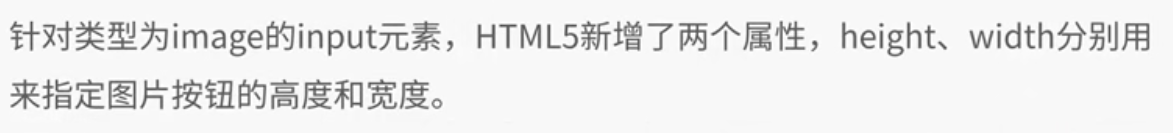 针对类型为image的input元素，HTML5新增了两个属性，height、width分别用
来指定图片按钮的高度和宽度。